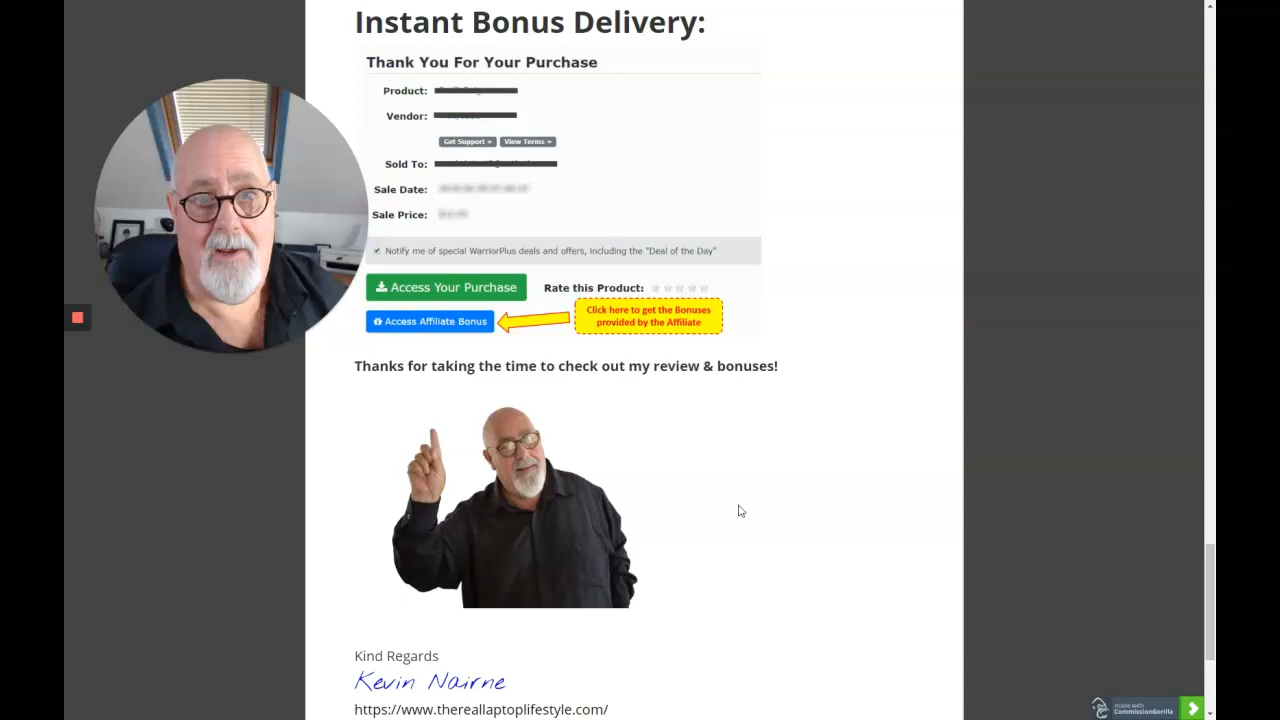 Instant Bonus Delivery:
Thank You For Your Purchase
Product:
Vendor:
Get Support » View Terms »
Sold To:
Sale Date:
Sale Price:
Notify me of special WarriorPlus deals and offers, including the "Deal of the Day"
Access Your Purchase Rate this Product:
Click here to get the Bonuses
provided by the Affiliate
Access Affiliate Bonus
Thanks for taking the time to check out my review & bonuses!
Kind Regards
Kevin Nairne
https://www.thereallaptoplifestyle.com/
made with
CommissionGorilla